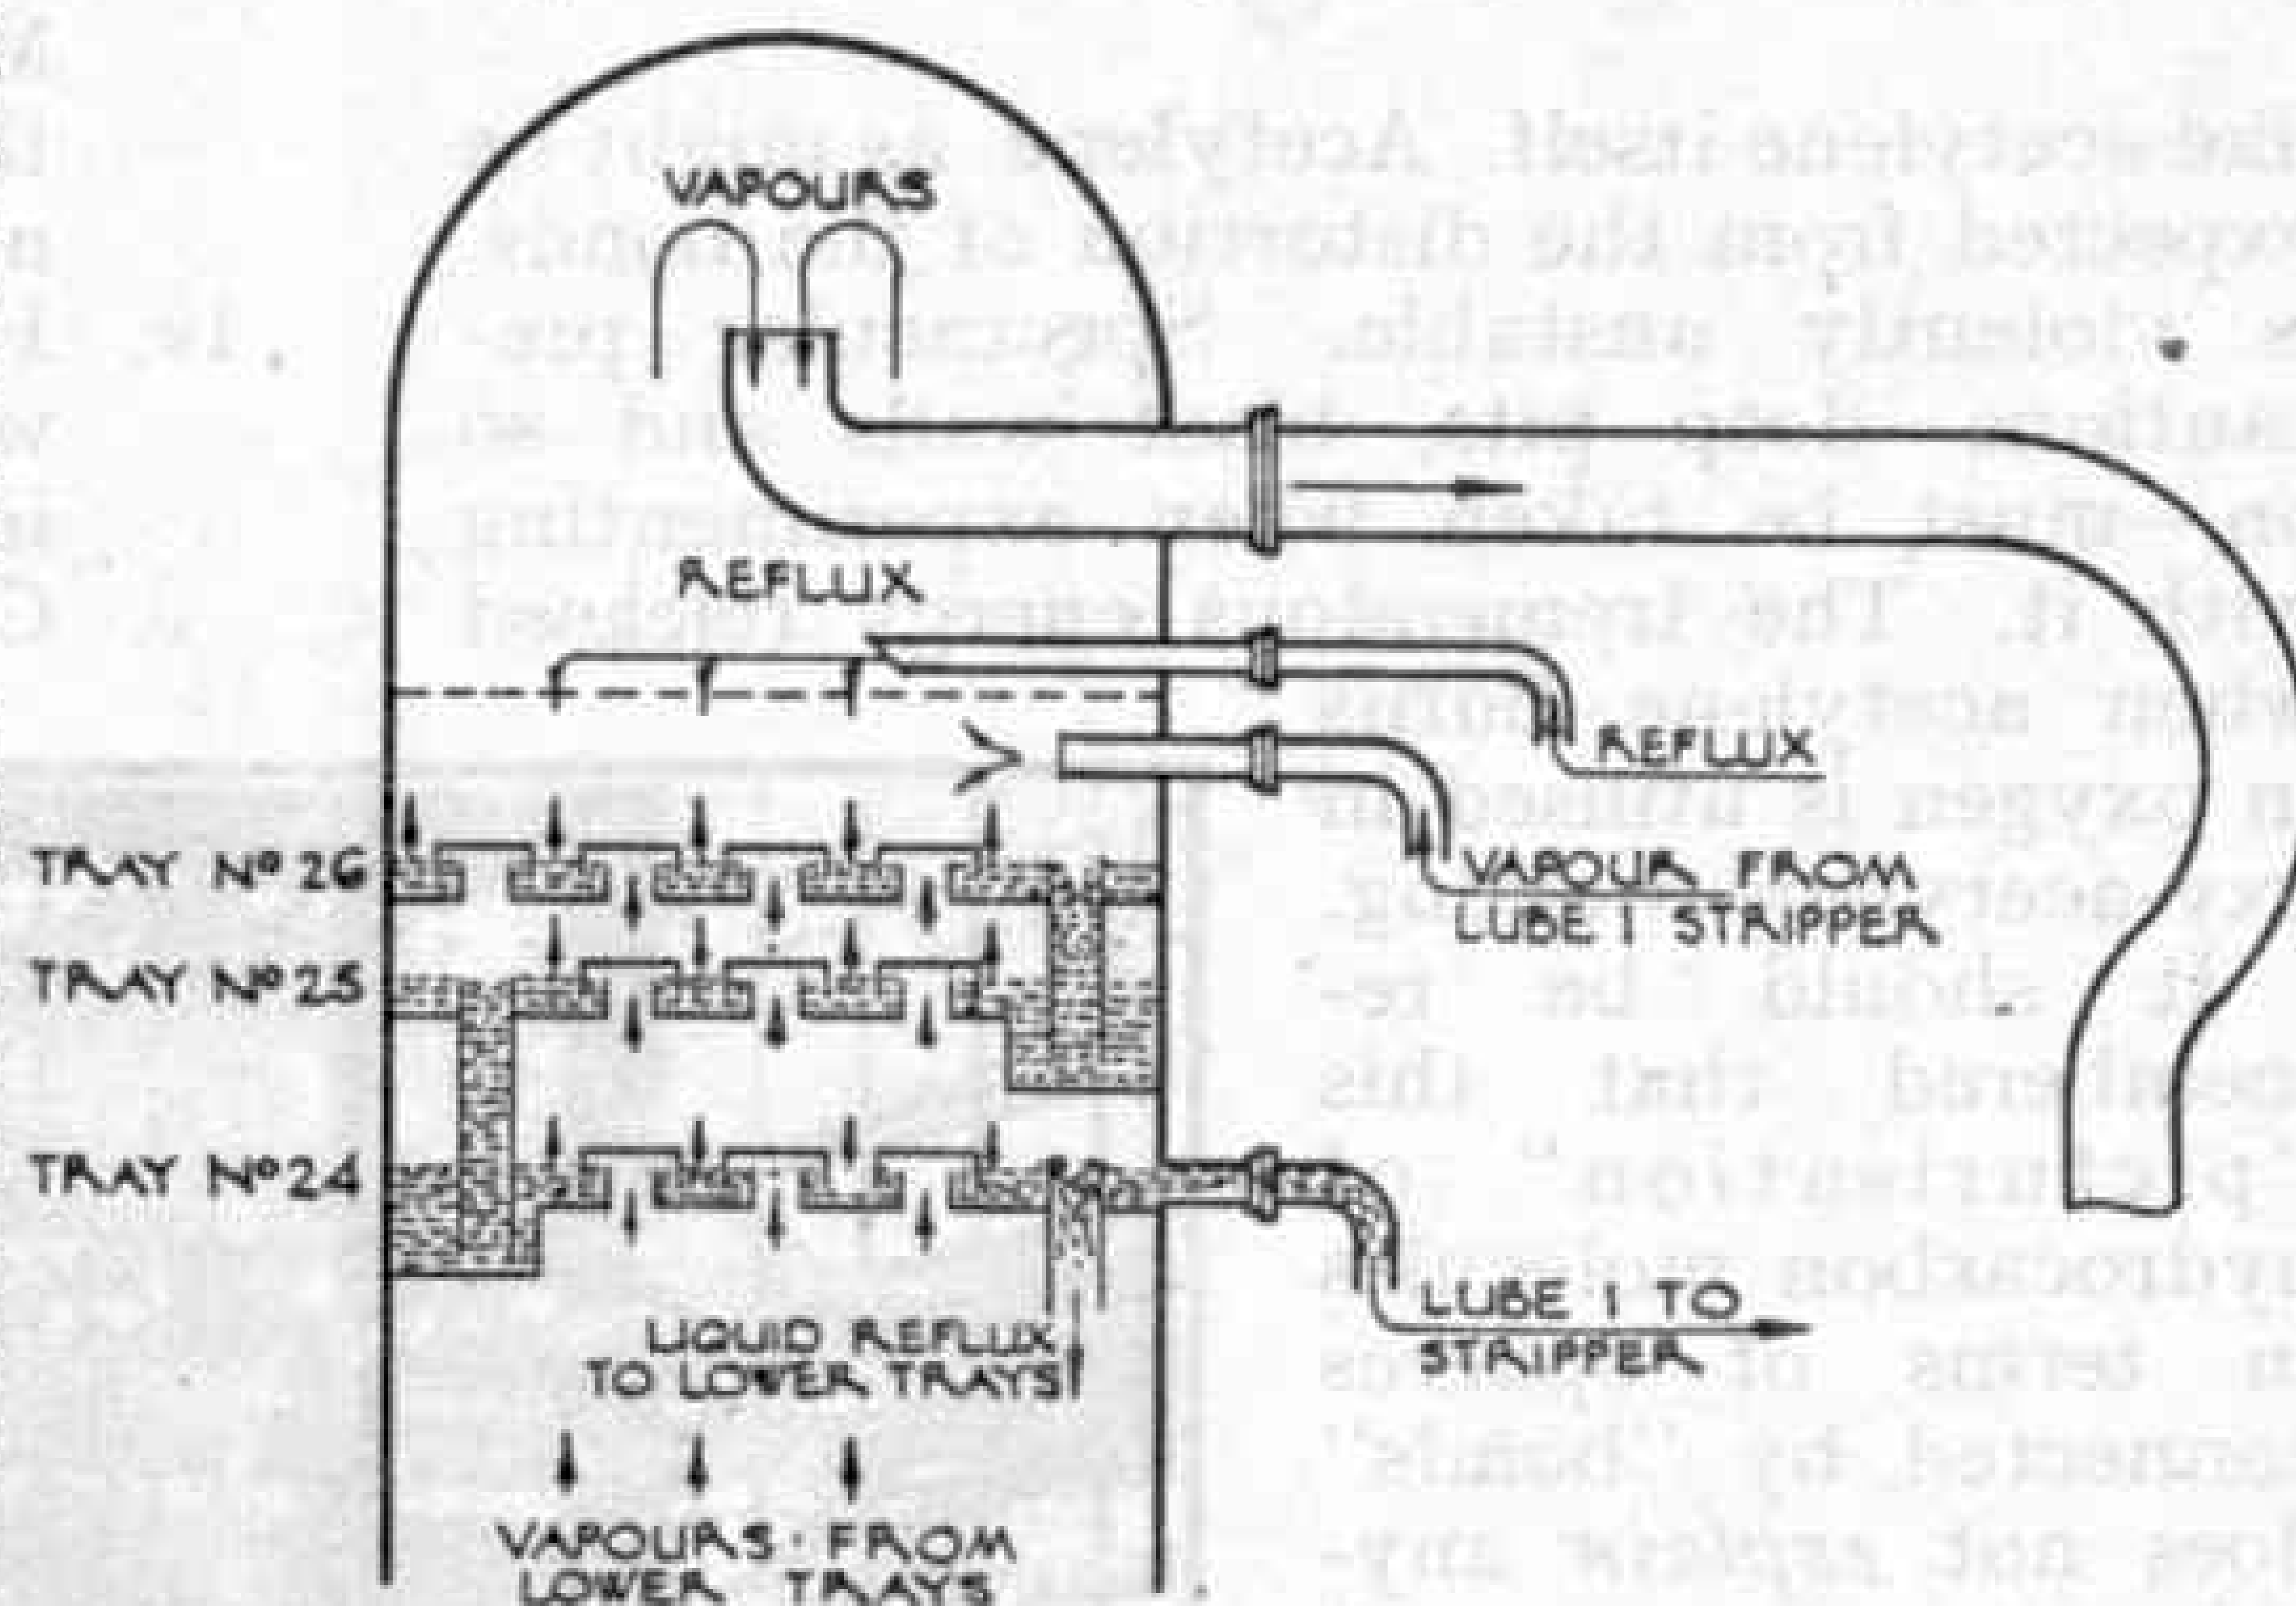 VAPOURS
REFLUX
REFLUX
VAPOUR FROM
LUBE 1 STRIPPER
TRAY Nº 26
TRAY Nº 25
TRAY Nº 24
LUBE 1 TO
STRIPPER
LIQUID REFLUX
TO LOWER TRAYS
VAPOURS · FROM
LOWER TRAYS